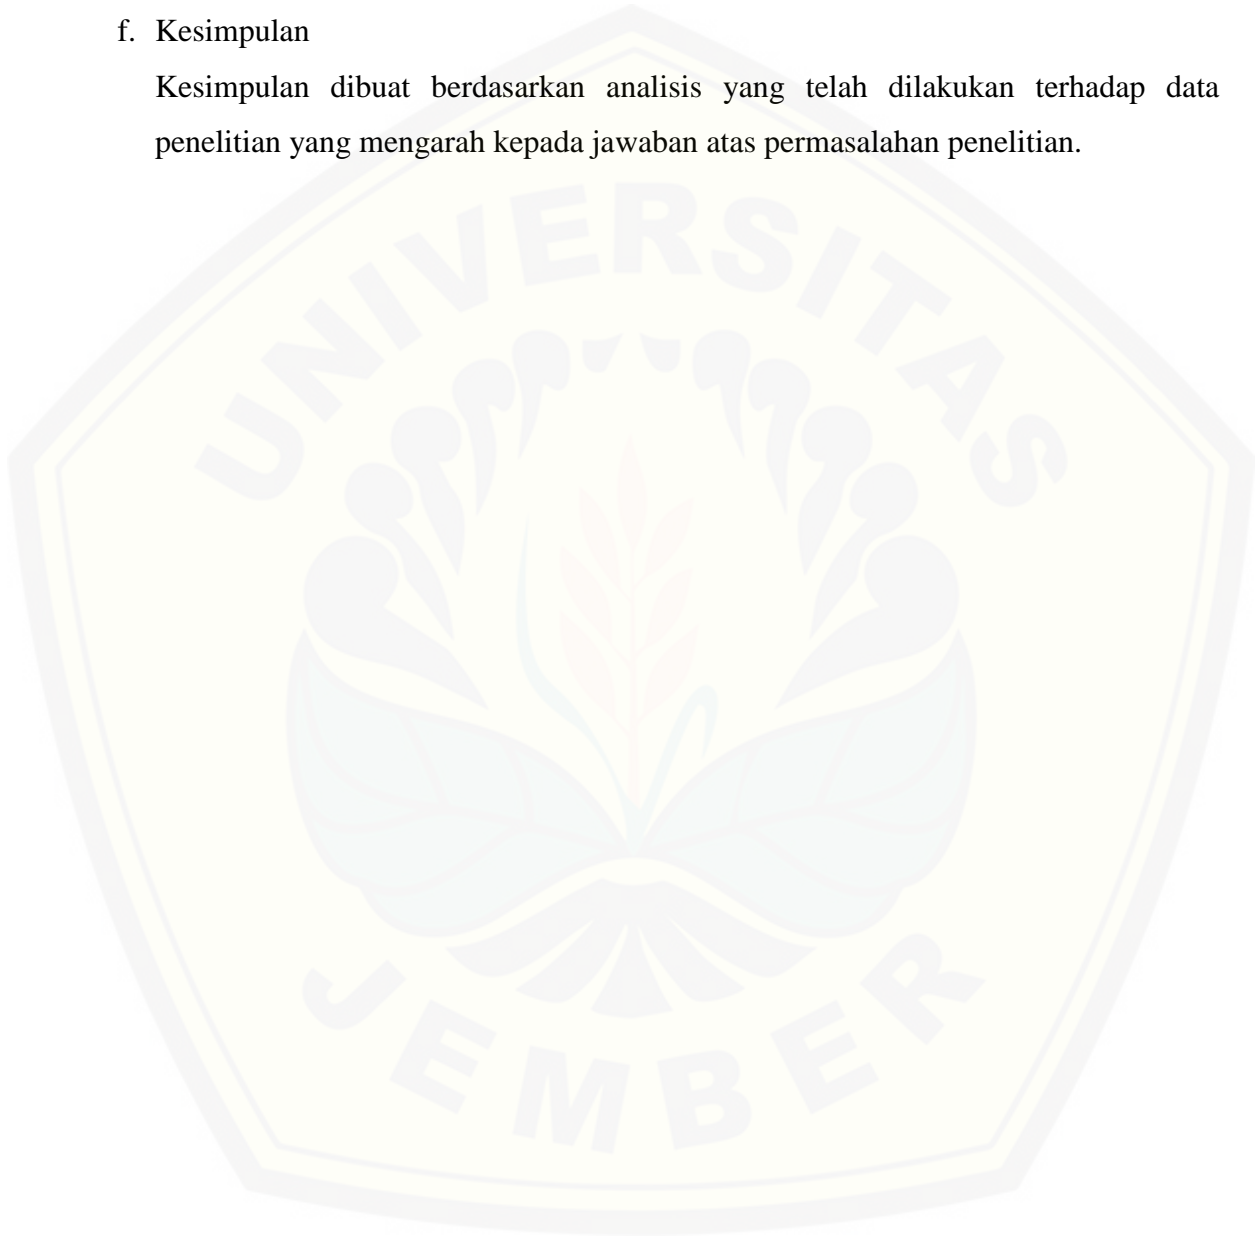 f. Kesimpulan
Kesimpulan dibuat berdasarkan analisis yang telah dilakukan terhadap data
penelitian yang mengarah kepada jawaban atas permasalahan penelitian.
UNIVERSITAS
JEMBER